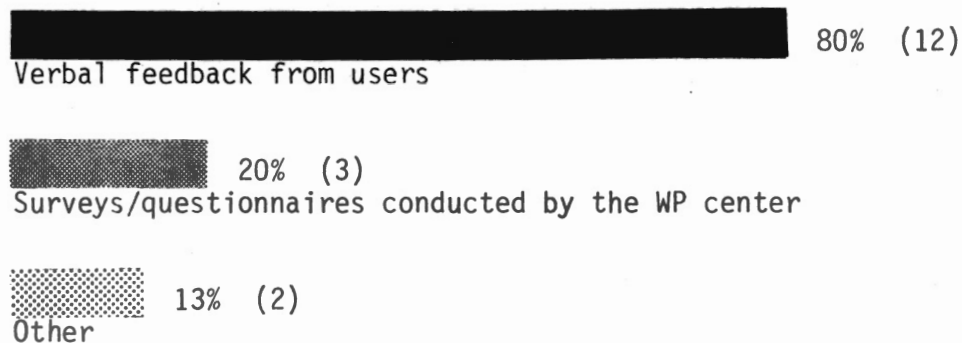 80% (12)
Verbal feedback from users
20% (3)
Surveys/questionnaires conducted by the WP center
13% (2)
Other